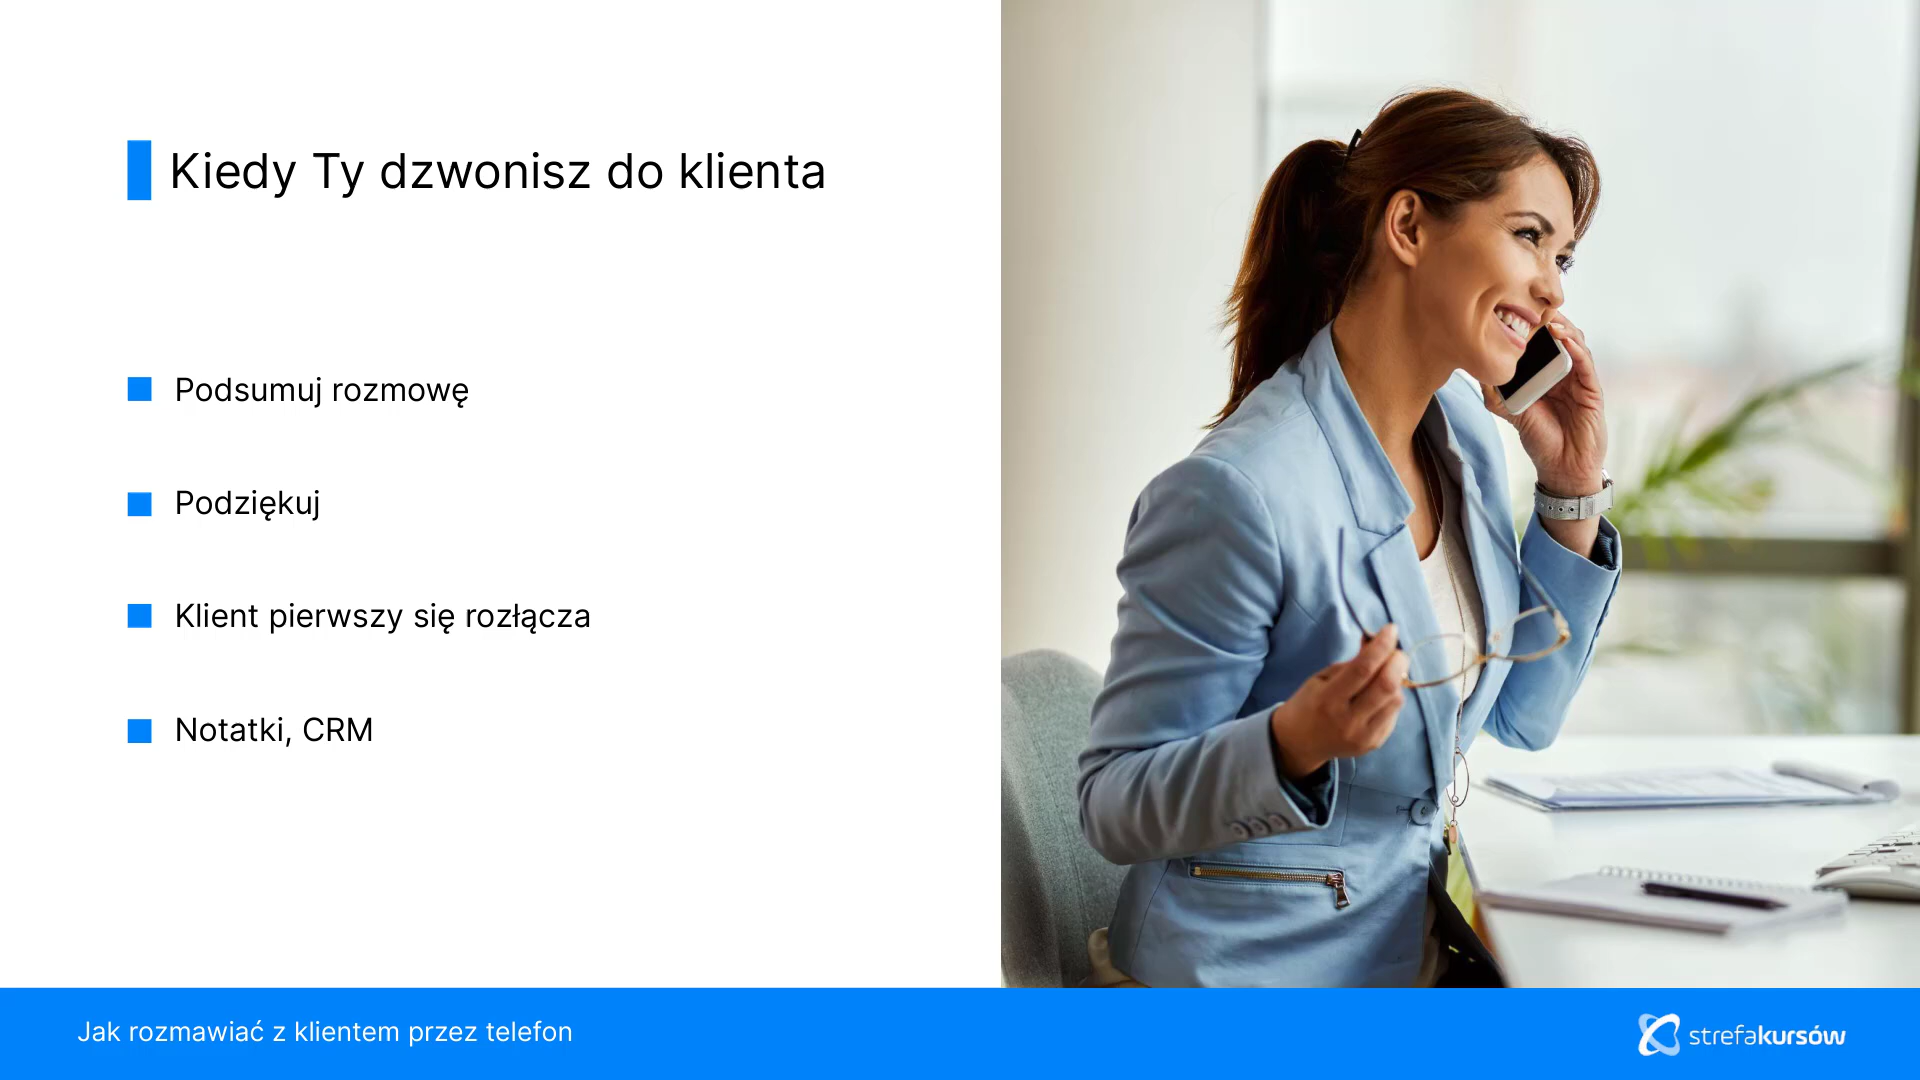 Kiedy Ty dzwonisz do klienta
Podsumuj rozmowę
Podziękuj
Klient pierwszy się rozłącza
Notatki, CRM
Jak rozmawiać z klientem przez telefon
strefakursów